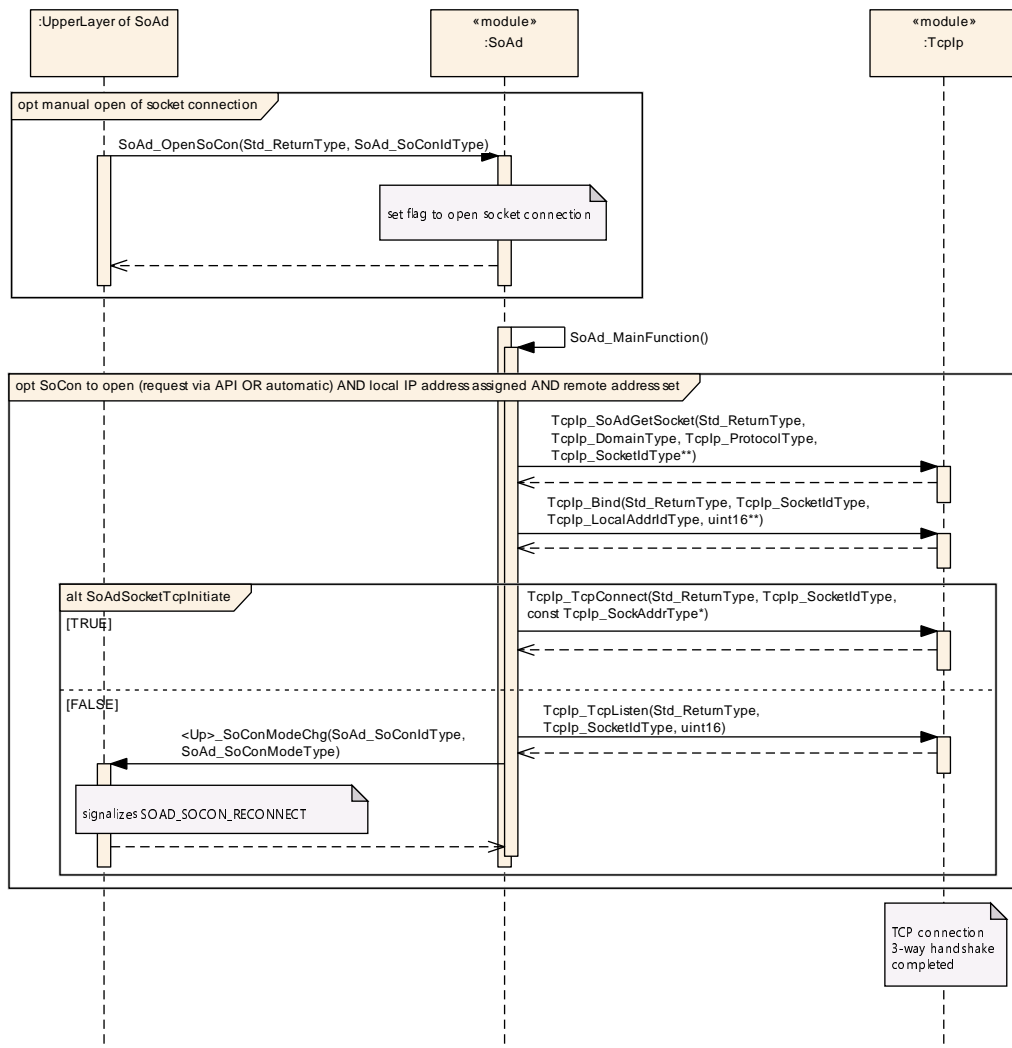 :UpperLayer of SoAd
«module»
:SoAd
«module»
:TcpIp
opt manual open of socket connection
SoAd_OpenSoCon(Std_ReturnType, SoAd_SoConIdType)
set flag to open socket connection
SoAd_MainFunction()
opt SoCon to open (request via API OR automatic) AND local IP address assigned AND remote address set
TcpIp_SoAdGetSocket(Std_ReturnType,
TcpIp_DomainType, TcpIp_ProtocolType,
TcpIp_SocketIdType**)
TcpIp_Bind(Std_ReturnType, TcpIp_SocketIdType,
TcpIp_LocalAddrIdType, uint16**)
alt SoAdSocketTcpInitiate
[TRUE]
TcpIp_TcpConnect(Std_ReturnType, TcpIp_SocketIdType,
const TcpIp_SockAddrType*)
[FALSE]
TcpIp_TcpListen(Std_ReturnType,
TcpIp_SocketIdType, uint16)
<Up>_SoConModeChg(SoAd_SoConIdType,
SoAd_SoConModeType)
signalizes SOAD_SOCON_RECONNECT
TCP connection
3-way handshake
completed